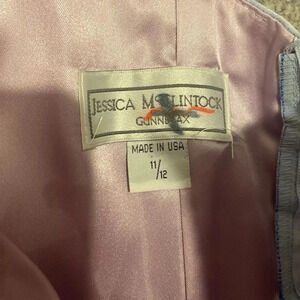 JESSICA McCLINTOCK
GUNNE SAX
MADE IN USA
11/12